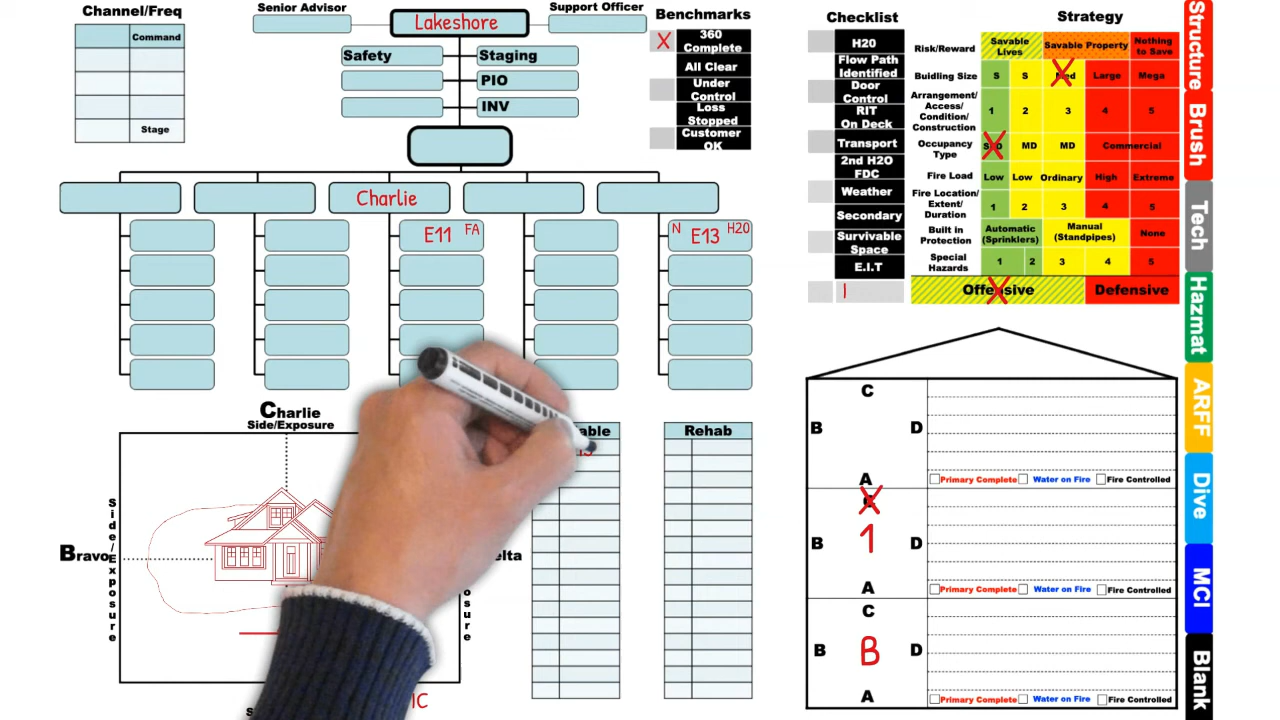 Channel/Freq
Command
Stage
Senior Advisor
Lakeshore
Support Officer
Safety
Staging
PIO
INV
Benchmarks
X
360
Complete
All Clear
Under
Control
Loss
Stopped
Customer
OK
Checklist
H20
Flow Path
Identified
Door
Control
RIT
On Deck
Transport
2nd H2O
FDC
Weather
Secondary
Survivable
Space
E.I.T
Strategy
Risk/Reward
Savable
Lives
Savable Property
Nothing
to Save
Buidling Size
S
S
Med
X
Large
Mega
Arrangement/
Access/
Condition/
Construction
1
2
3
4
5
Occupancy
Type
X
MD
MD
Commercial
Fire Load
Low
Low
Ordinary
High
Extreme
Fire Location/
Extent/
Duration
1
2
3
4
5
Built in
Protection
Automatic
(Sprinklers)
Manual
(Standpipes)
None
Special
Hazards
1
2
3
4
5
Offensive
X
Defensive
Structure
Brush
Tech
Hazmat
ARFF
Dive
MCI
Blank
Charlie
E11 FA
N E13 H20
Charlie
Side/Exposure
Side/Exposure
Bravo
Rehab
C
B
D
A
Primary Complete
Water on Fire
Fire Controlled
X
1
B
D
A
Primary Complete
Water on Fire
Fire Controlled
C
B
B
D
A
Primary Complete
Water on Fire
Fire Controlled
IC